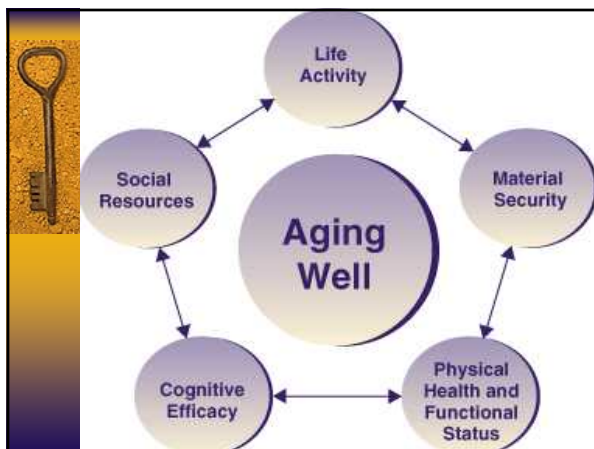 Life
Activity
Social
Resources
Material
Security
Aging
Well
Cognitive
Efficacy
Physical
Health and
Functional
Status